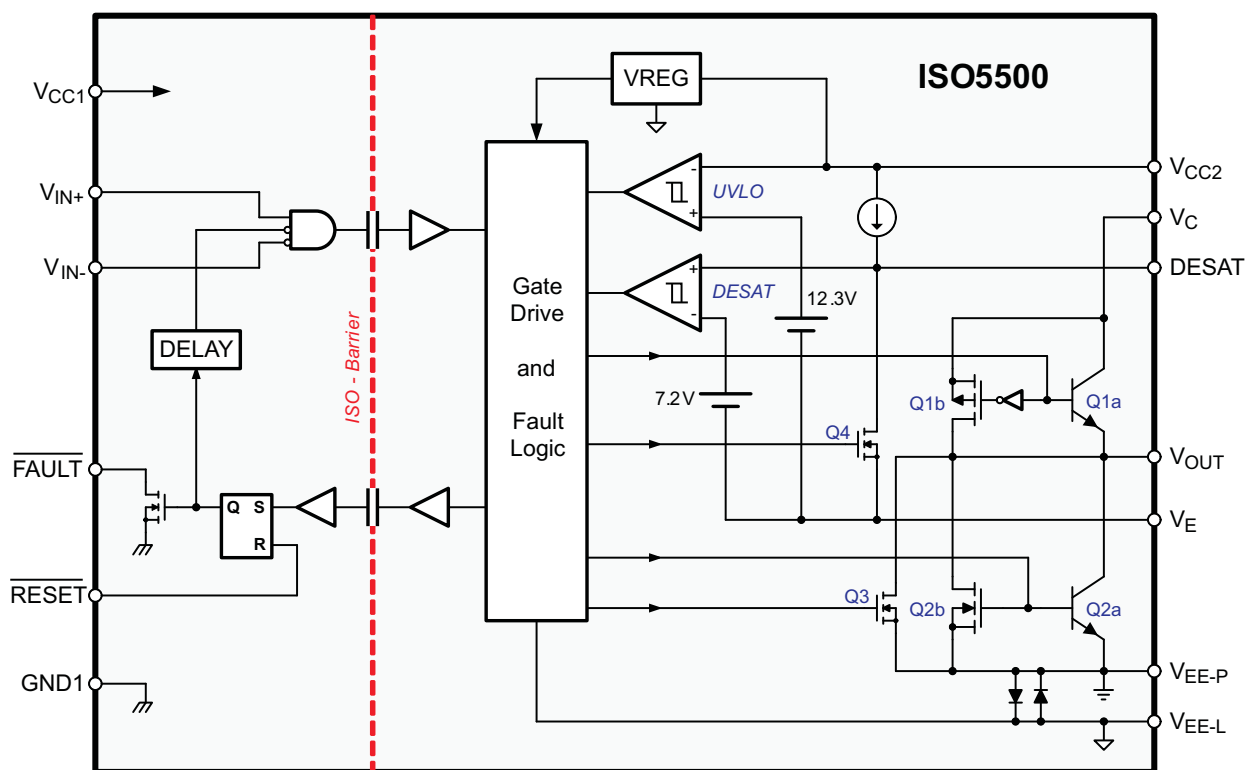 ISO5500
VREG
VCC1
VIN+
VIN-
UVLO
DESAT
12.3V
7.2V
VCC2
VC
DESAT
DELAY
ISO - Barrier
Gate
Drive
and
Fault
Logic
Q1b
Q1a
Q4
FAULT
Q S
R
RESET
VOUT
VE
Q3
Q2b
Q2a
GND1
VEE-P
VEE-L
-
+
+
-